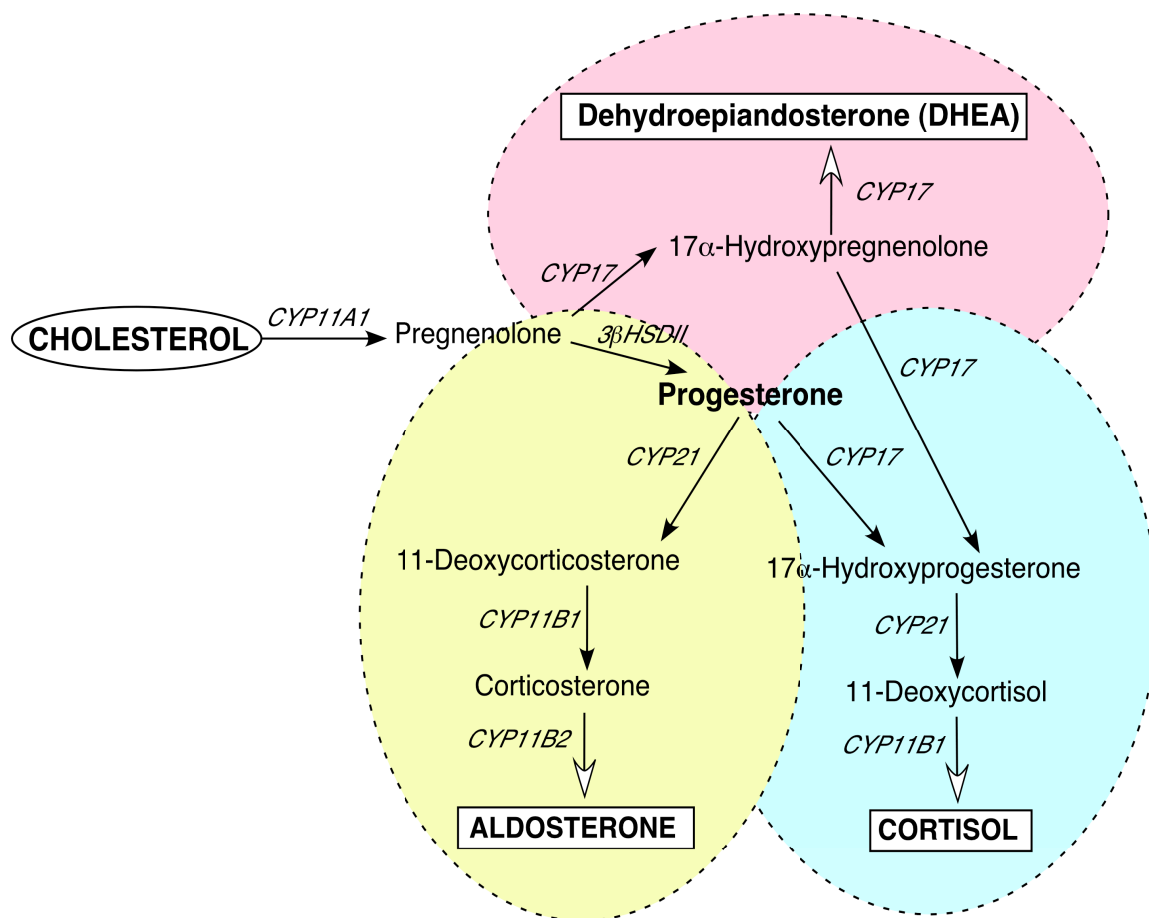 Dehydroepiandosterone (DHEA)
CYP17
17α-Hydroxypregnenolone
CYP17
CYP11A1
CHOLESTEROL
Pregnenolone
3βHSDII
CYP17
Progesterone
CYP21
CYP17
11-Deoxycorticosterone
17α-Hydroxyprogesterone
CYP11B1
CYP21
Corticosterone
11-Deoxycortisol
CYP11B2
CYP11B1
ALDOSTERONE
CORTISOL